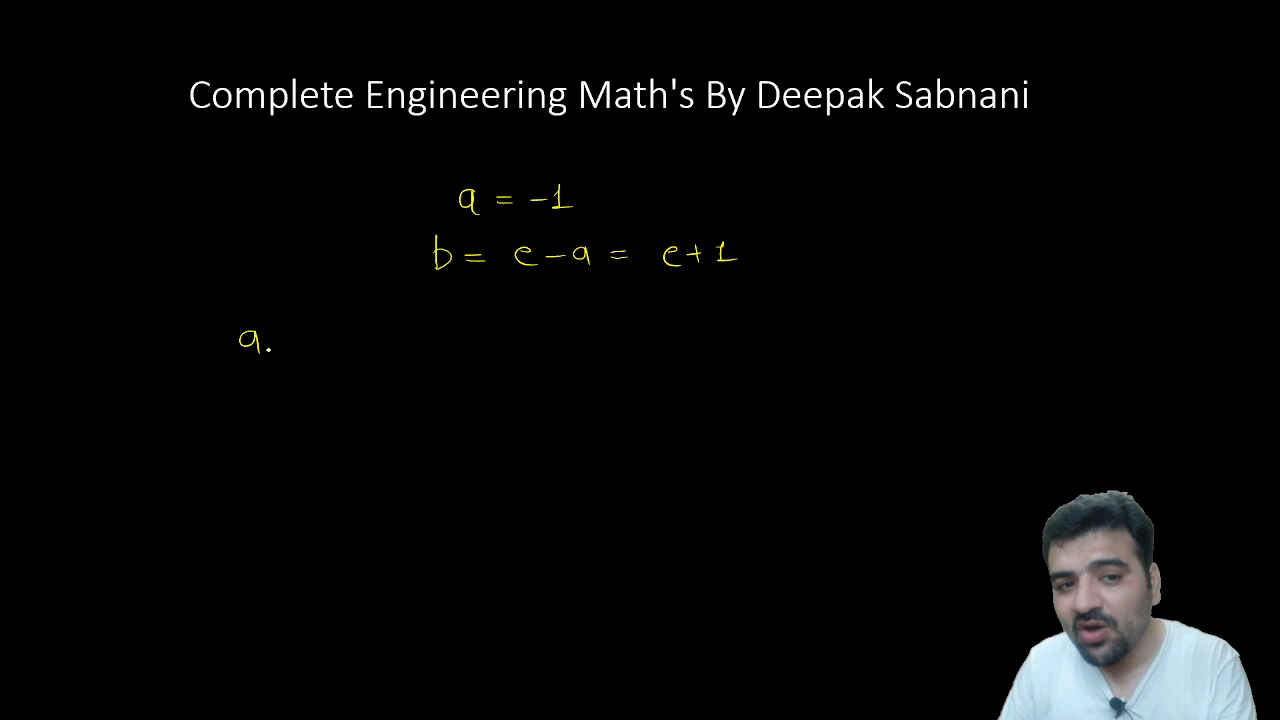 Complete Engineering Math's By Deepak Sabnani
a = -1
b = e - a = e + 1
a.